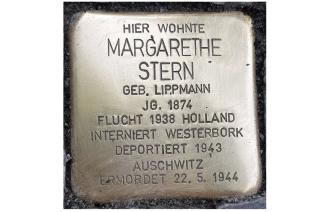 HIER WOHNTE
MARGARETHE
STERN
GEB. LIPPMANN
JG. 1874
FLUCHT 1938 HOLLAND
INTERNIERT WESTERBORK
DEPORTIERT 1943
AUSCHWITZ
ERMORDET 22. 5. 1944